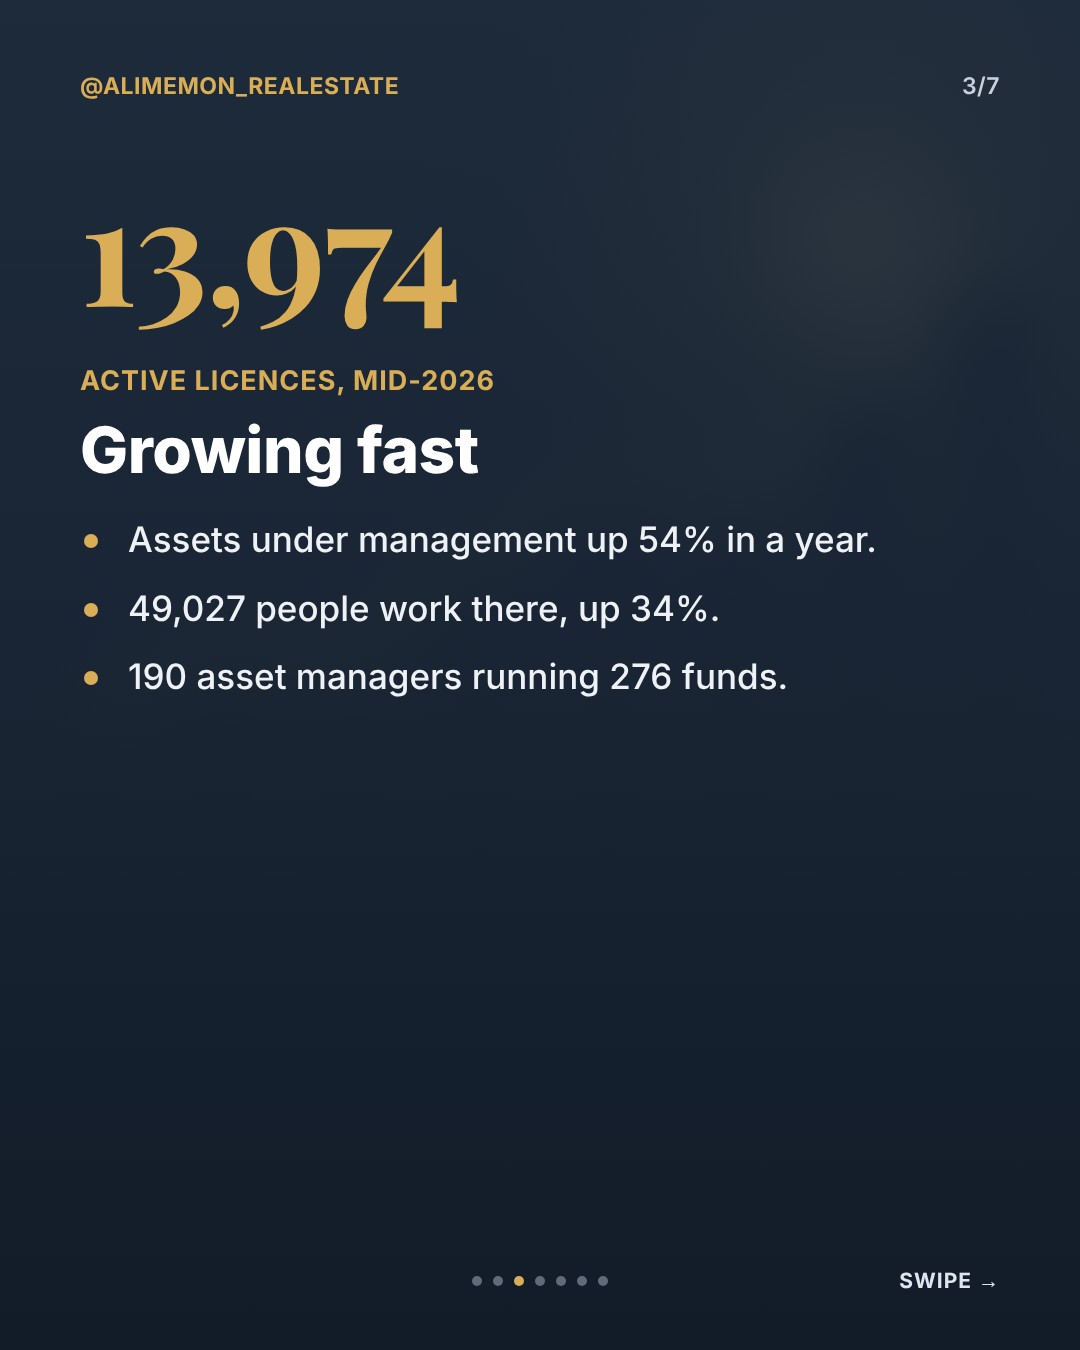 @ALIMEMON_REALESTATE
3/7
13,974
ACTIVE LICENCES, MID-2026
Growing fast
• Assets under management up 54% in a year.
• 49,027 people work there, up 34%.
• 190 asset managers running 276 funds.
SWIPE →